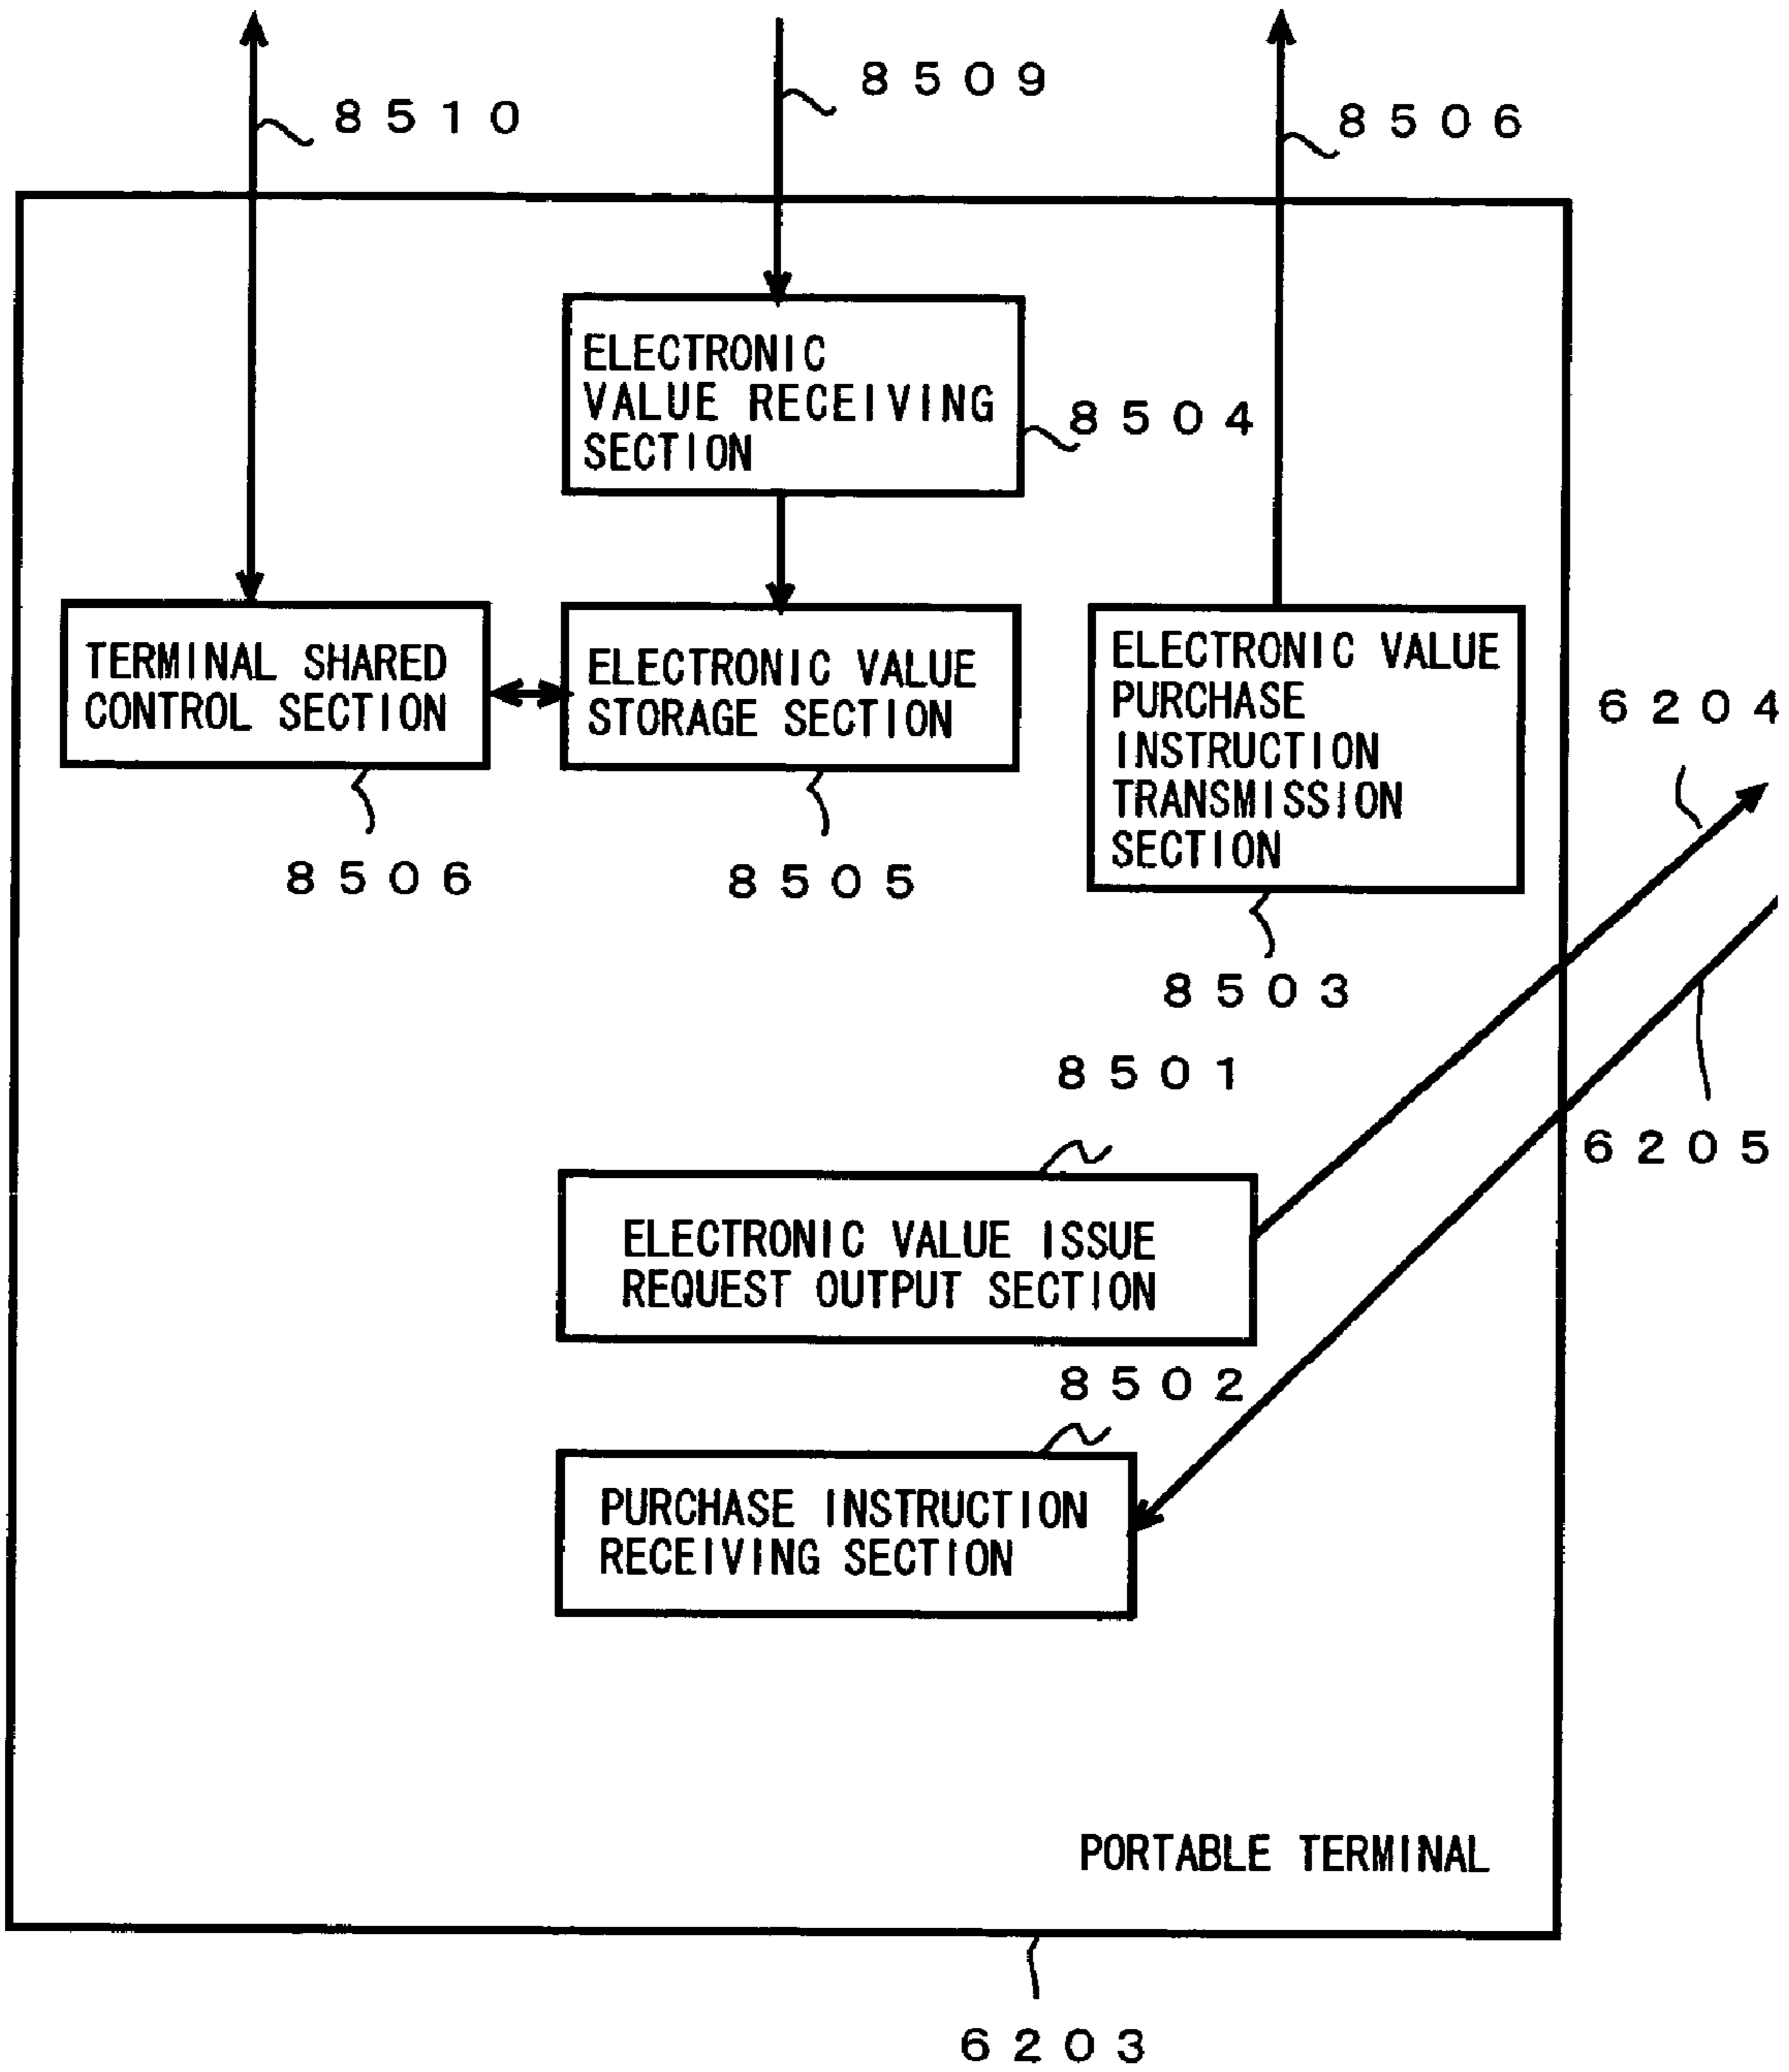 8509
8510
8506
ELECTRONIC
VALUE RECEIVING
SECTION
8504
TERMINAL SHARED
CONTROL SECTION
ELECTRONIC VALUE
STORAGE SECTION
ELECTRONIC VALUE
PURCHASE
INSTRUCTION
TRANSMISSION
SECTION
6204
8506
8505
8503
8501
6205
ELECTRONIC VALUE ISSUE
REQUEST OUTPUT SECTION
8502
PURCHASE INSTRUCTION
RECEIVING SECTION
PORTABLE TERMINAL
6203